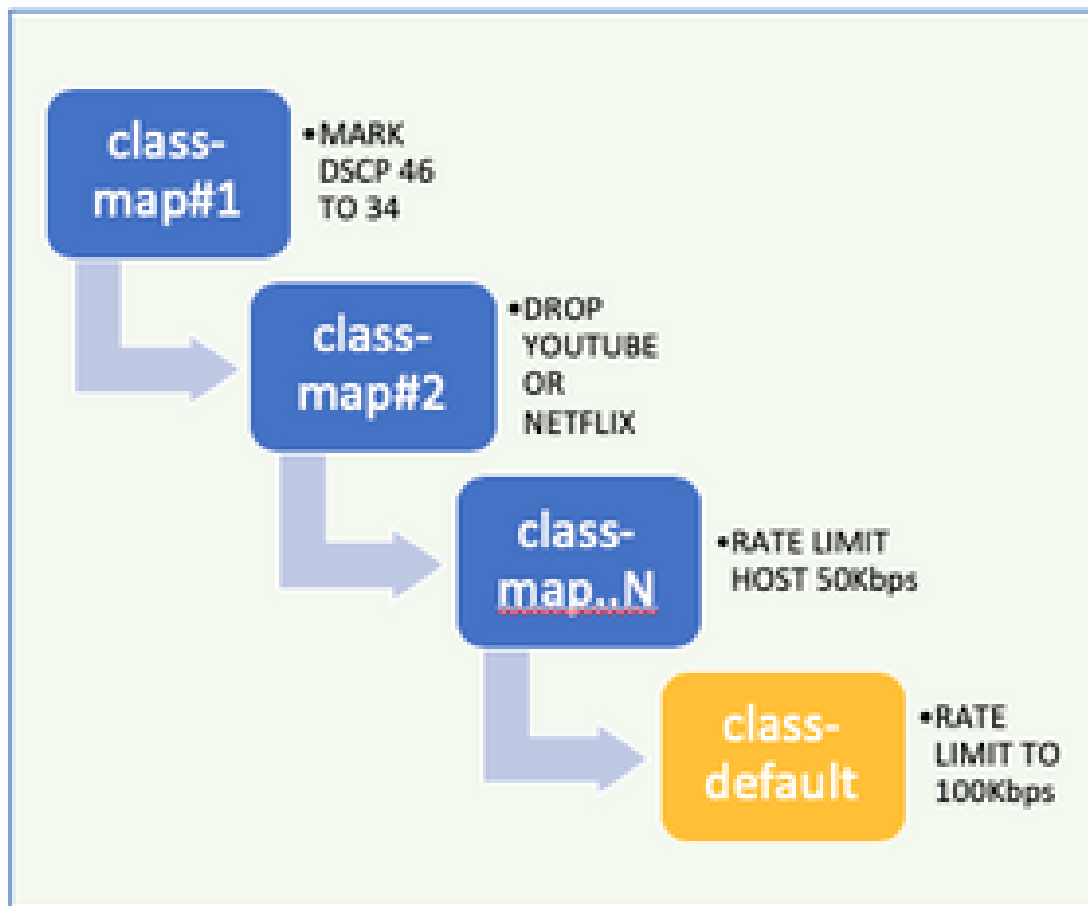 class-
map#1
•MARK
DSCP 46
TO 34
class-
map#2
•DROP
YOUTUBE
OR
NETFLIX
class-
map..N
•RATE LIMIT
HOST 50Kbps
class-
default
•RATE
LIMIT TO
100Kbps